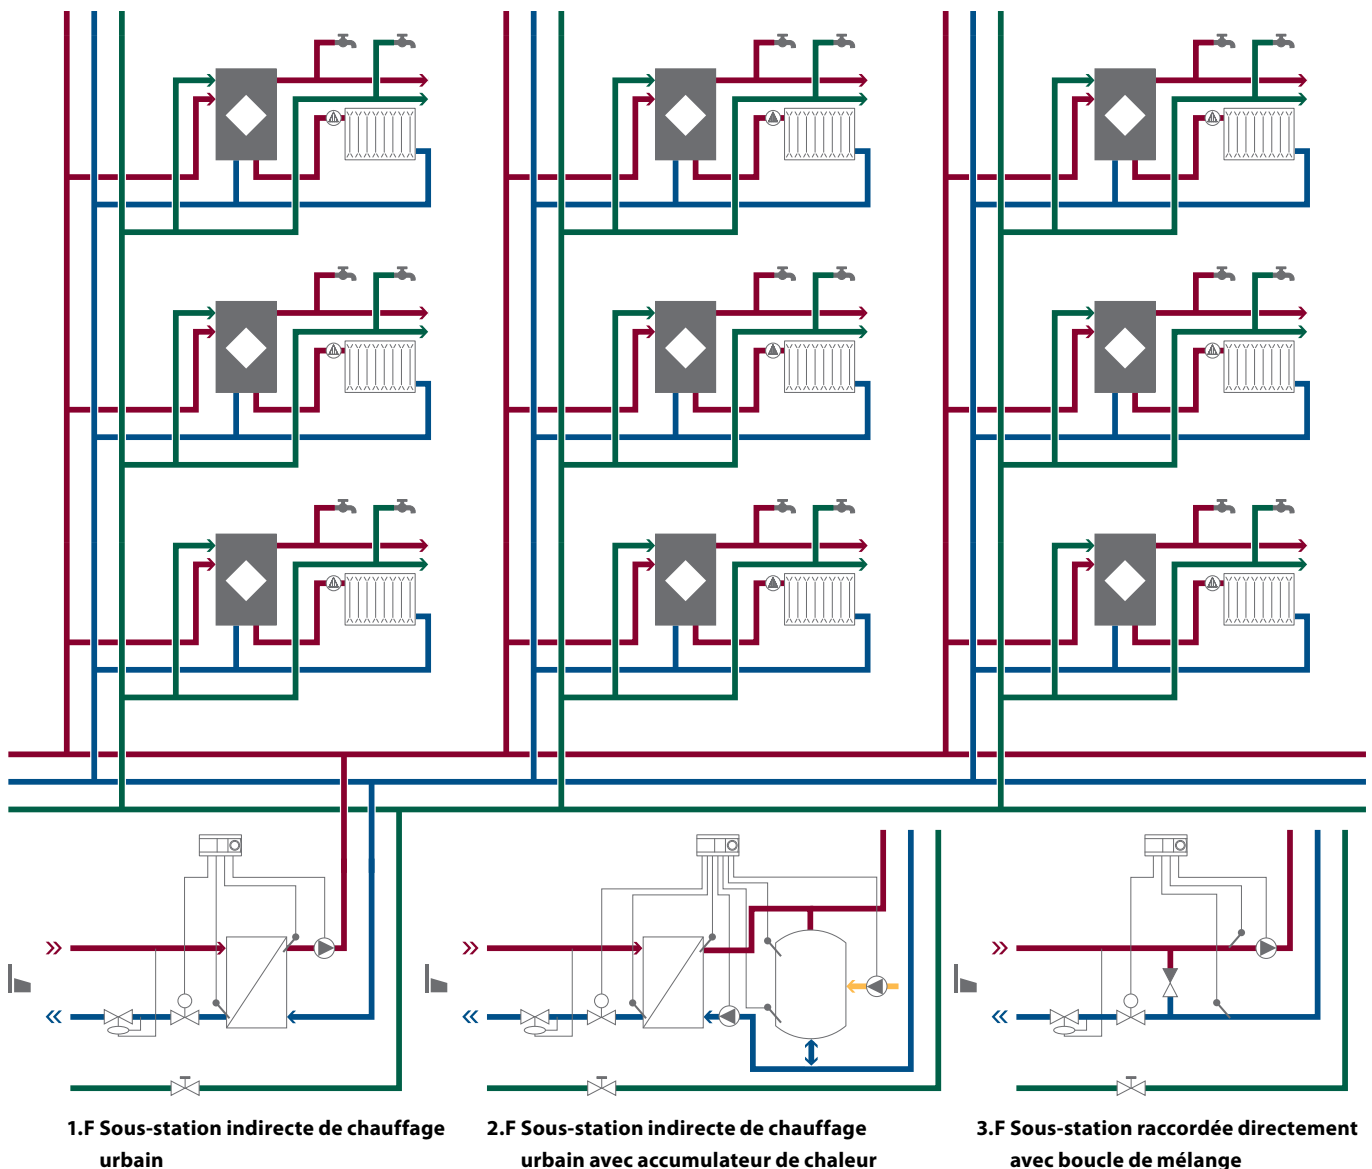 1.F Sous-station indirecte de chauffage
urbain
2.F Sous-station indirecte de chauffage
urbain avec accumulateur de chaleur
3.F Sous-station raccordée directement
avec boucle de mélange